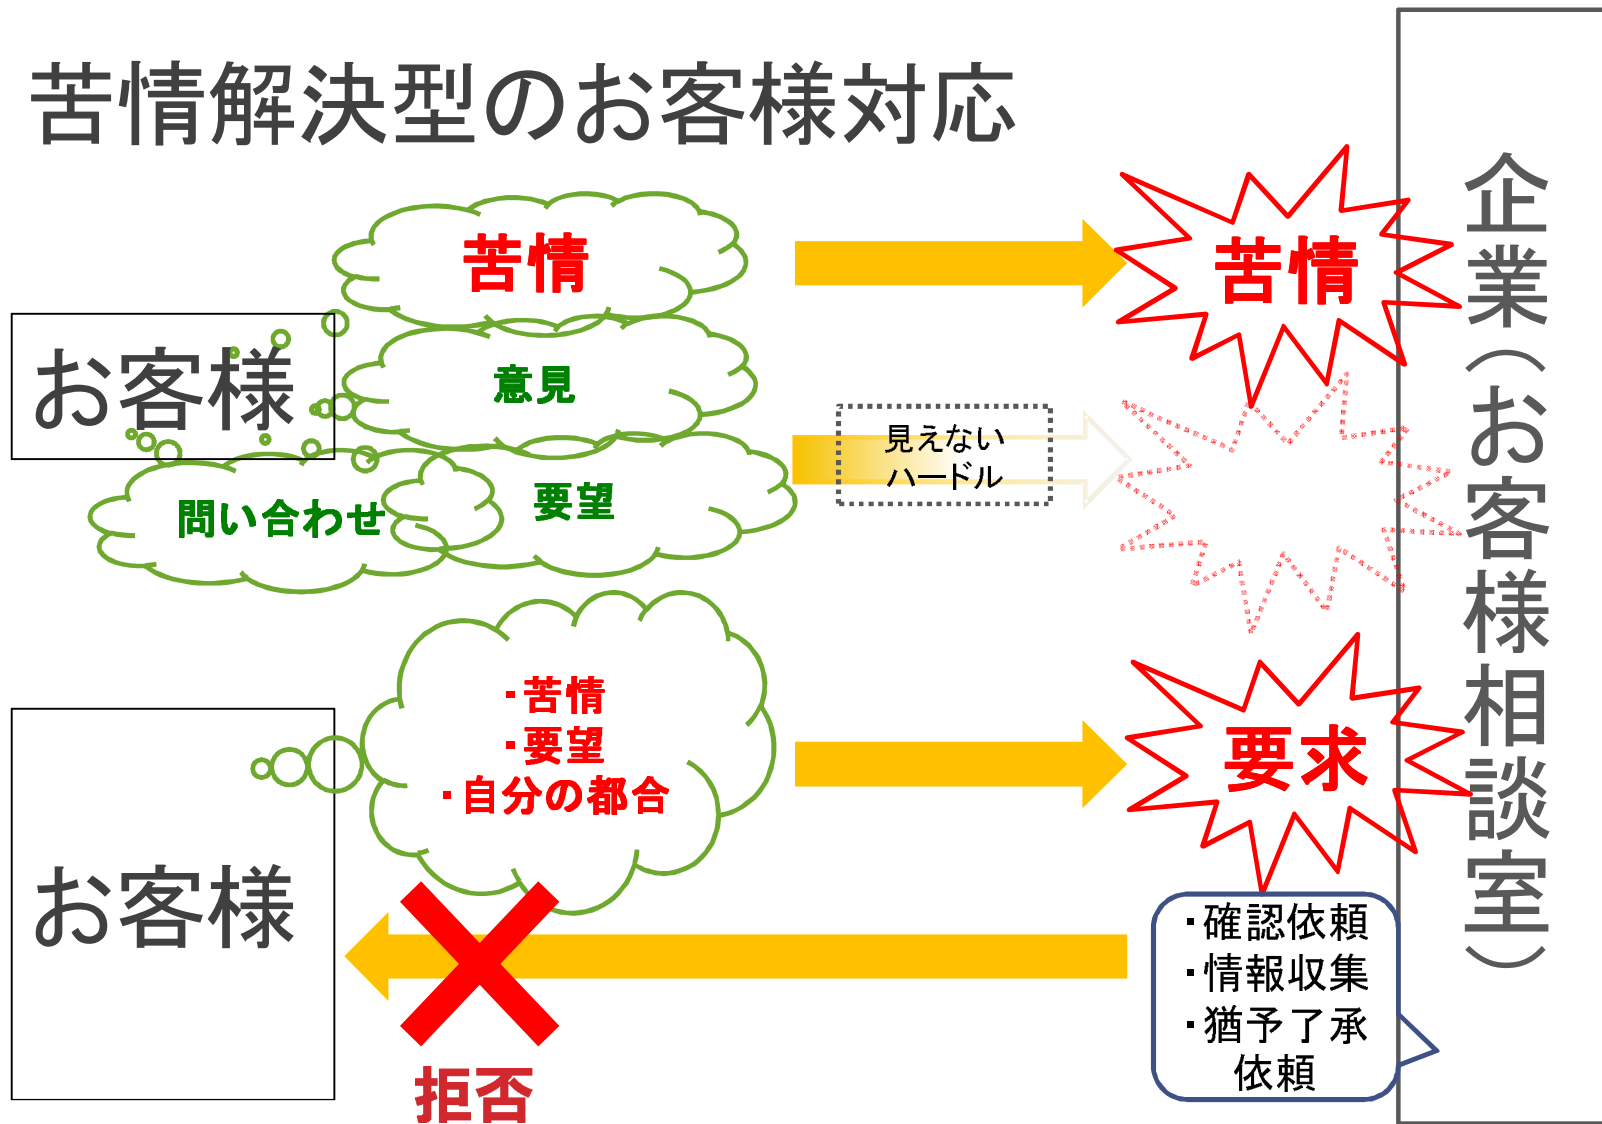 苦情解決型のお客様対応
苦情
お客様
意見
問い合わせ
要望
見えない
ハードル
苦情
・苦情
・要望
・自分の都合
要求
お客様
拒否
・確認依頼
・情報収集
・猶予了承
依頼
企業（お客様相談室）